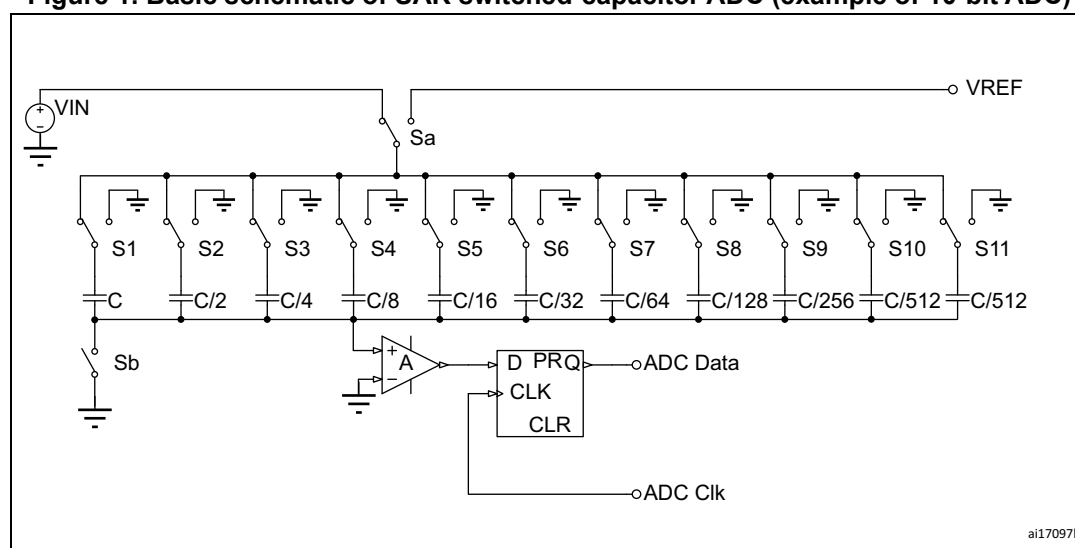 Figure 1. Basic schematic of SAR switched-capacitor ADC (example of 10-bit ADC)
VREF
+ VIN
−
Sa
S1 S2 S3 S4 S5 S6 S7 S8 S9 S10 S11
C C/2 C/4 C/8 C/16 C/32 C/64 C/128 C/256 C/512 C/512
Sb
+ A
−
D PR Q
ADC Data
CLK
CLR
ADC Clk